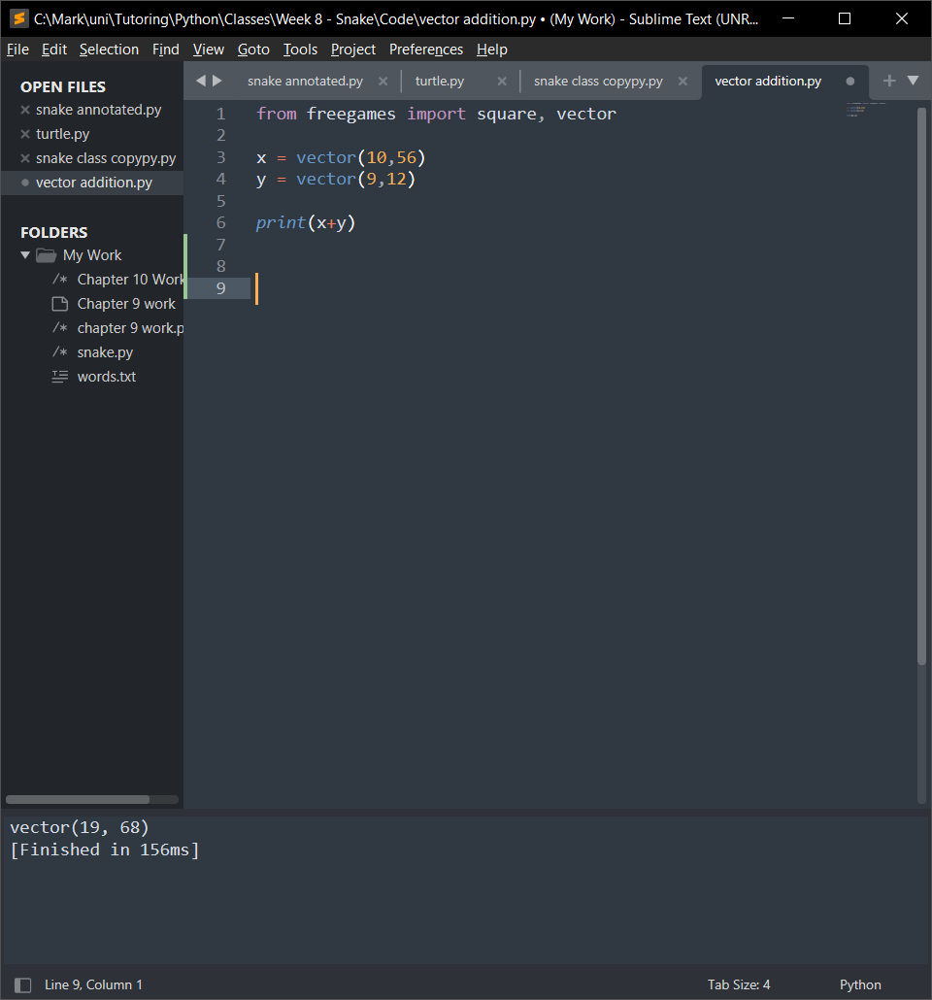 C:\Mark\uni\Tutoring\Python\Classes\Week 8 - Snake\Code\vector addition.py • (My Work) - Sublime Text (UNR...
File Edit Selection Find View Goto Tools Project Preferences Help
OPEN FILES
snake annotated.py
turtle.py
snake class copypy.py
vector addition.py
FOLDERS
My Work
Chapter 10 Work
Chapter 9 work
chapter 9 work.p
snake.py
words.txt
snake annotated.py turtle.py snake class copypy.py vector addition.py
1 from freegames import square, vector
2
3 x = vector(10,56)
4 y = vector(9,12)
5
6 print(x+y)
7
8
9
vector(19, 68)
[Finished in 156ms]
Line 9, Column 1 Tab Size: 4 Python